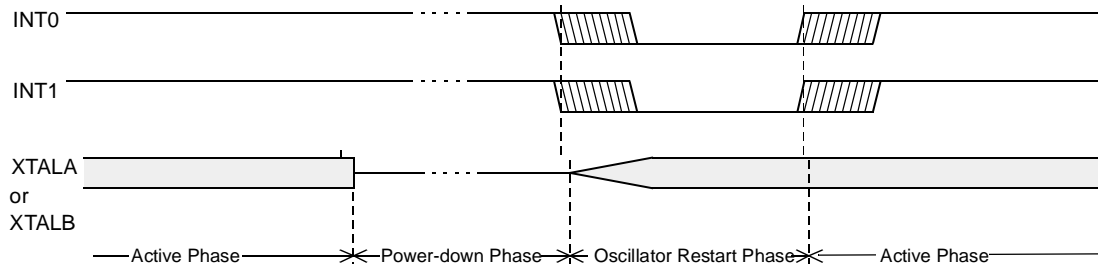 INT0
INT1
XTALA
or
XTALB
Active Phase Power-down Phase Oscillator Restart Phase Active Phase